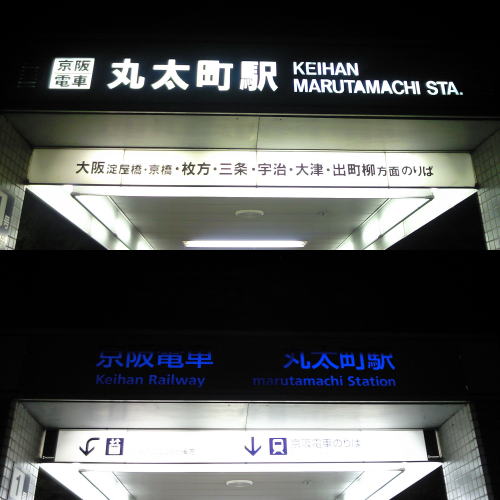 京阪電車 丸太町駅 KEIHAN MARUTAMACHI STA.
大阪淀屋橋・京橋・枚方・三条・宇治・大津・出町柳方面のりば
京阪電車 丸太町駅
Keihan Railway marutamachi Station
京阪電車のりば
1